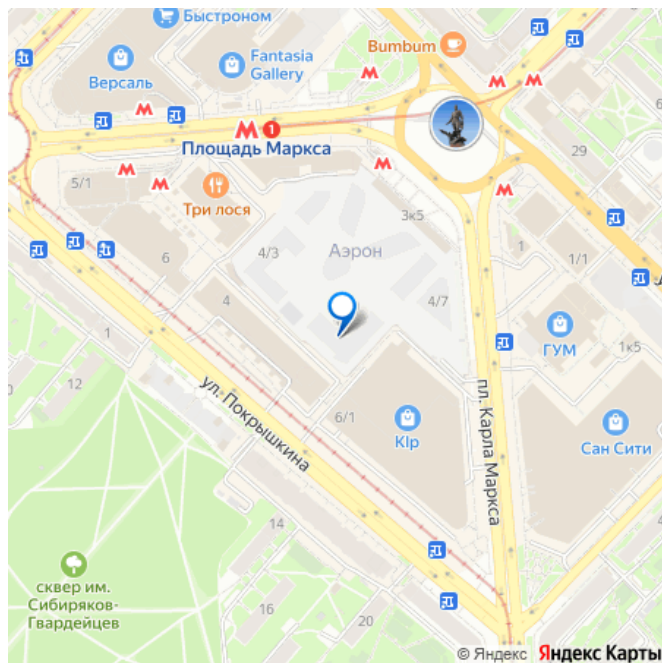 Быстроном
Bumbum
Версаль
Fantasia
Gallery
1
Площадь Маркса
29
5/1
Три лося
3к5
4/3
Аэрон
1
1/1
6
4
4/7
ГУМ
1к5
1
12
ул. Покрышкина
6/1
Klp
пл. Карла Маркса
Сан Сити
14
сквер им.
Сибиряков-
Гвардейцев
16
20
© Яндекс Яндекс Карты